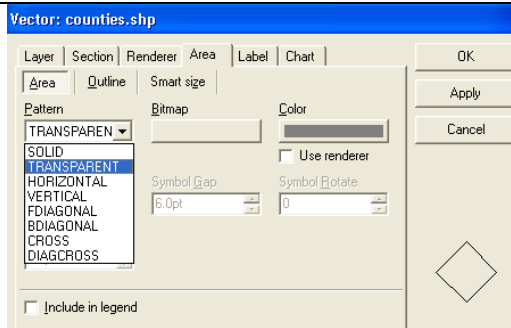 Vector: counties.shp
Layer Section Renderer Area Label Chart OK
Area Outline Smart size Apply
Pattern Bitmap Color Cancel
TRANSPAREN
SOLID Use renderer
TRANSPARENT
HORIZONTAL Symbol Gap Symbol Rotate
VERTICAL
FDIAGONAL 6.0pt 0
BDIAGONAL
CROSS
DIAGCROSS
Include in legend